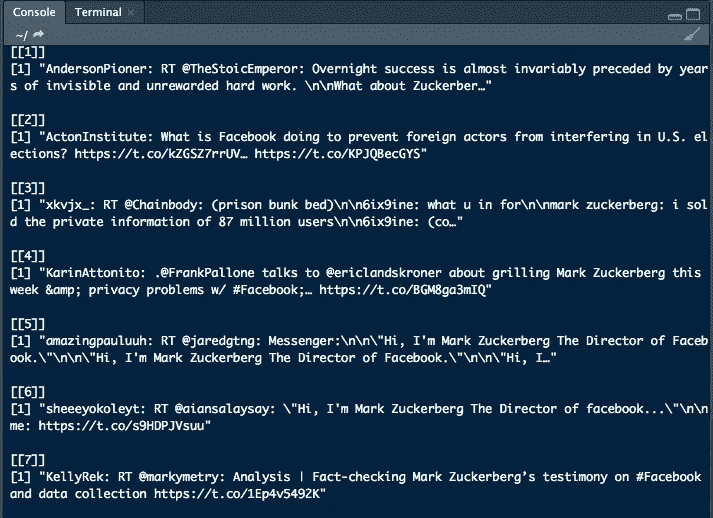 Console Terminal ×
~/
[[1]]
[1] "AndersonPioner: RT @TheStoicEmperor: Overnight success is almost invariably preceded by year
s of invisible and unrewarded hard work. \n\nWhat about Zuckerber…"
[[2]]
[1] "ActonInstitute: What is Facebook doing to prevent foreign actors from interfering in U.S. el
ections? https://t.co/kZGSZ7rrUV… https://t.co/KPJQBecGYS"
[[3]]
[1] "xkvjx_: RT @Chainbody: (prison bunk bed)\n\n6ix9ine: what u in for\n\nmark zuckerberg: i sol
d the private information of 87 million users\n\n6ix9ine: (co…"
[[4]]
[1] "KarinAttonito: .@FrankPallone talks to @ericlandskroner about grilling Mark Zuckerberg this
week &amp; privacy problems w/ #Facebook;… https://t.co/BGM8ga3mIQ"
[[5]]
[1] "amazingpauluuh: RT @jaredgtng: Messenger:\n\n\"Hi, I'm Mark Zuckerberg The Director of Faceb
ook.\"\n\n\"Hi, I'm Mark Zuckerberg The Director of Facebook.\"\n\n\"Hi, I…"
[[6]]
[1] "sheeeyokoleyt: RT @aiansalaysay: \"Hi, I'm Mark Zuckerberg The Director of facebook...\"\n\n
me: https://t.co/s9HDPJVsuu"
[[7]]
[1] "KellyRek: RT @markymetry: Analysis | Fact-checking Mark Zuckerberg’s testimony on #Facebook
and data collection https://t.co/1Ep4v5492K"